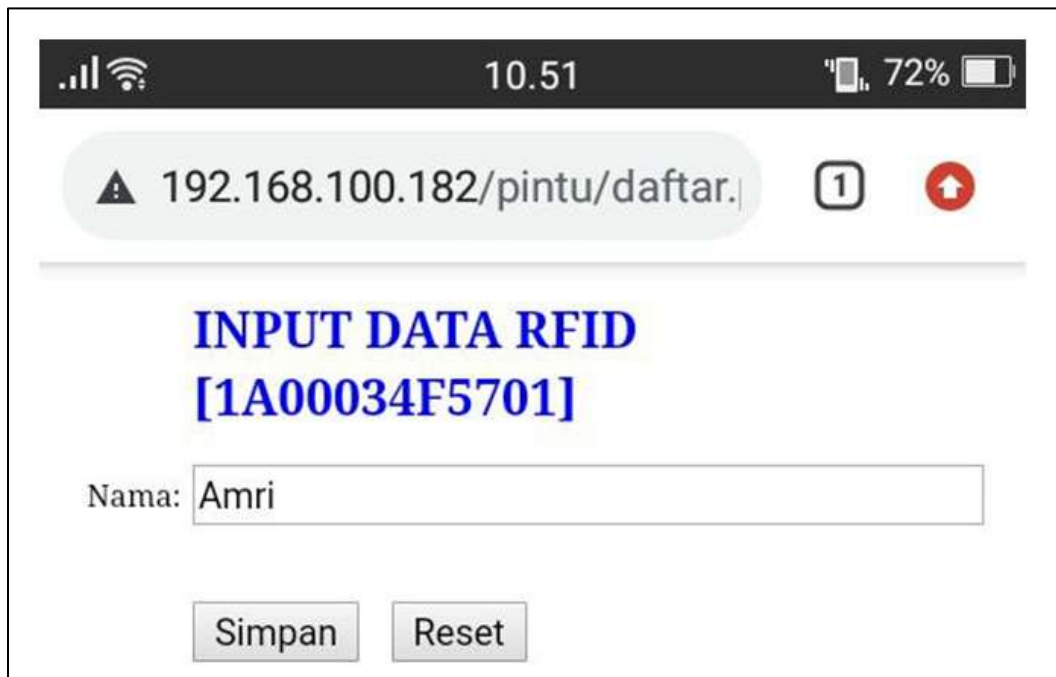 10.51 72%
192.168.100.182/pintu/daftar. 1
INPUT DATA RFID
[1A00034F5701]
Nama: Amri
Simpan Reset